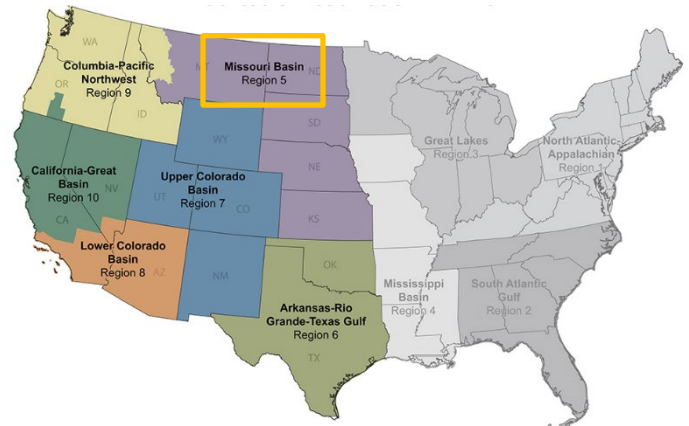 WA
Columbia-Pacific
Northwest
Region 9
OR
ID
MT
Missouri Basin
Region 5
ND
SD
WY
NE
Great Lakes
Region 3
North Atlantic-
Appalachian
Region 1
California-Great
Basin
Region 10
NV
CA
Upper Colorado
Basin
Region 7
UT
CO
KS
Lower Colorado
Basin
Region 8
AZ
NM
OK
Arkansas-Rio
Grande-Texas Gulf
Region 6
TX
Mississippi
Basin
Region 4
South Atlantic
Gulf
Region 2